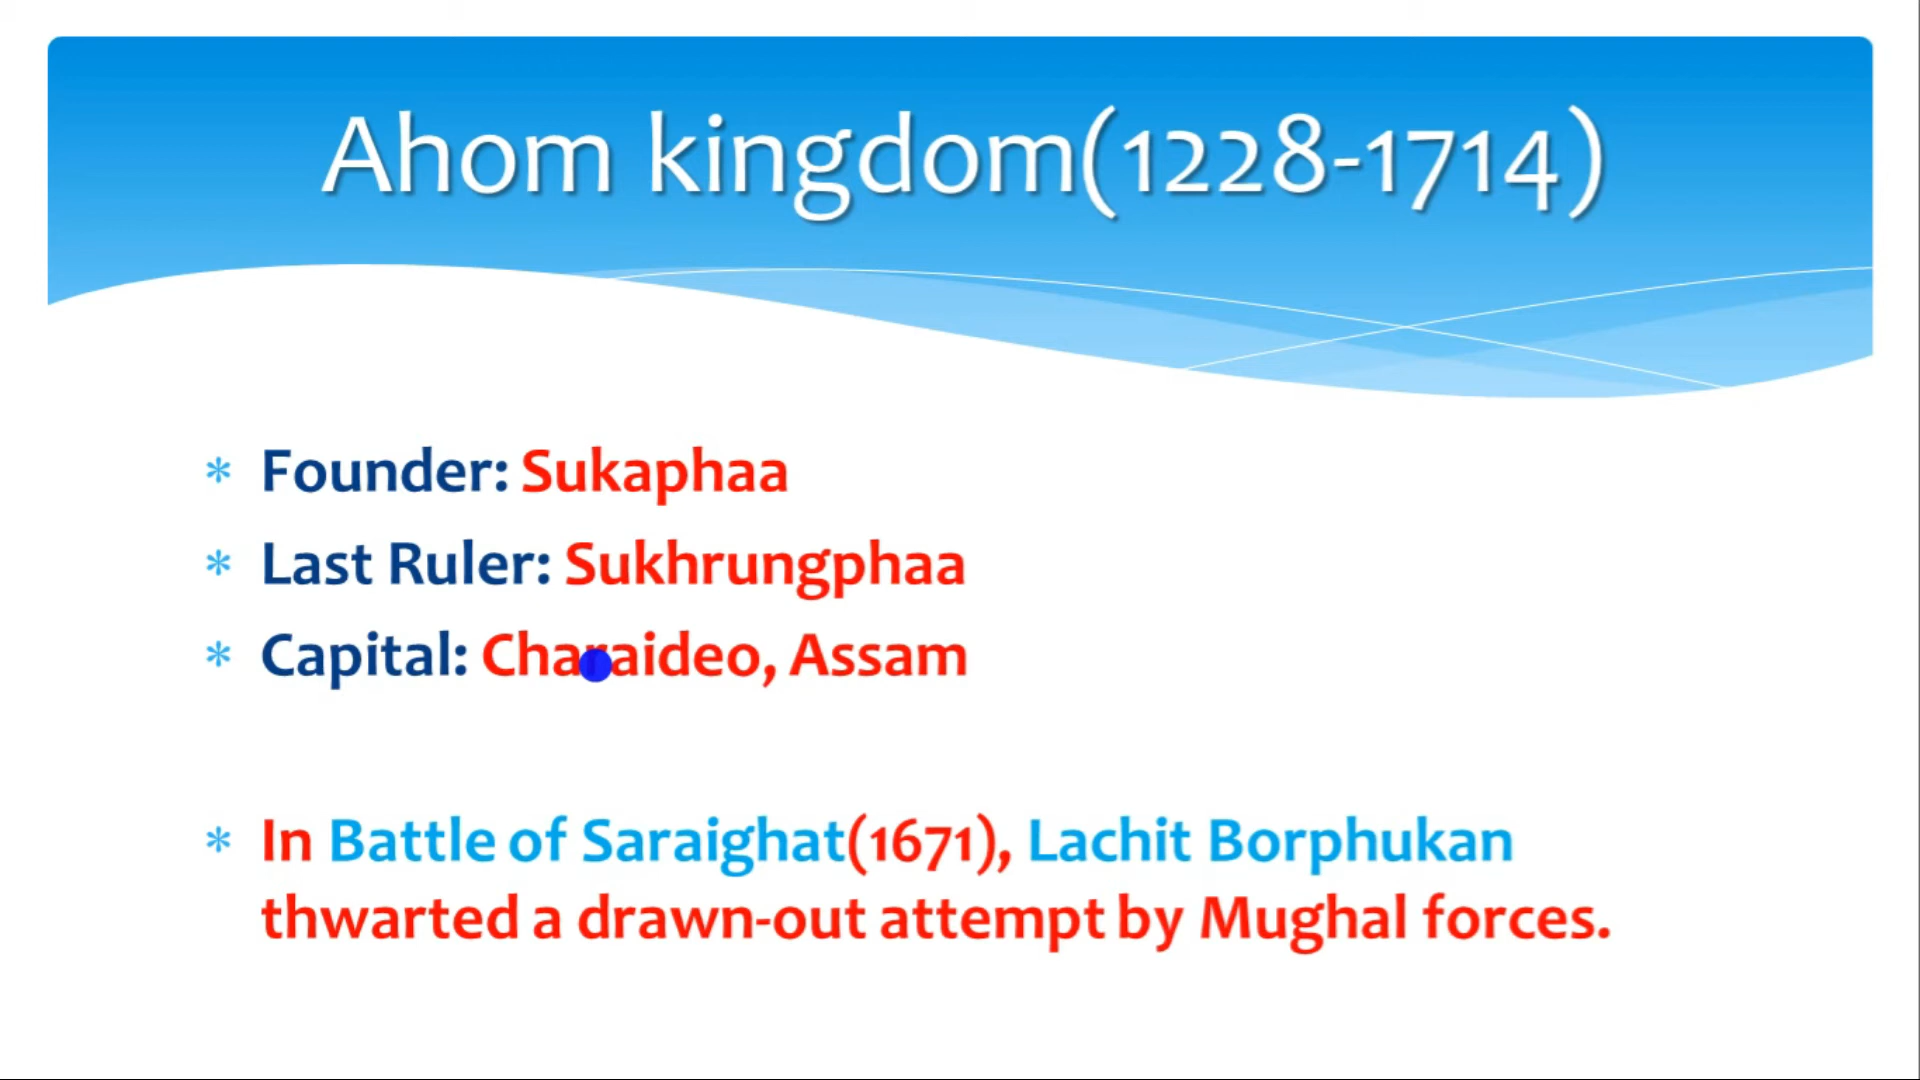 Ahom kingdom(1228-1714)
* Founder: Sukaphaa
* Last Ruler: Sukhrungphaa
* Capital: Charaideo, Assam
* In Battle of Saraighat(1671), Lachit Borphukan
thwarted a drawn-out attempt by Mughal forces.